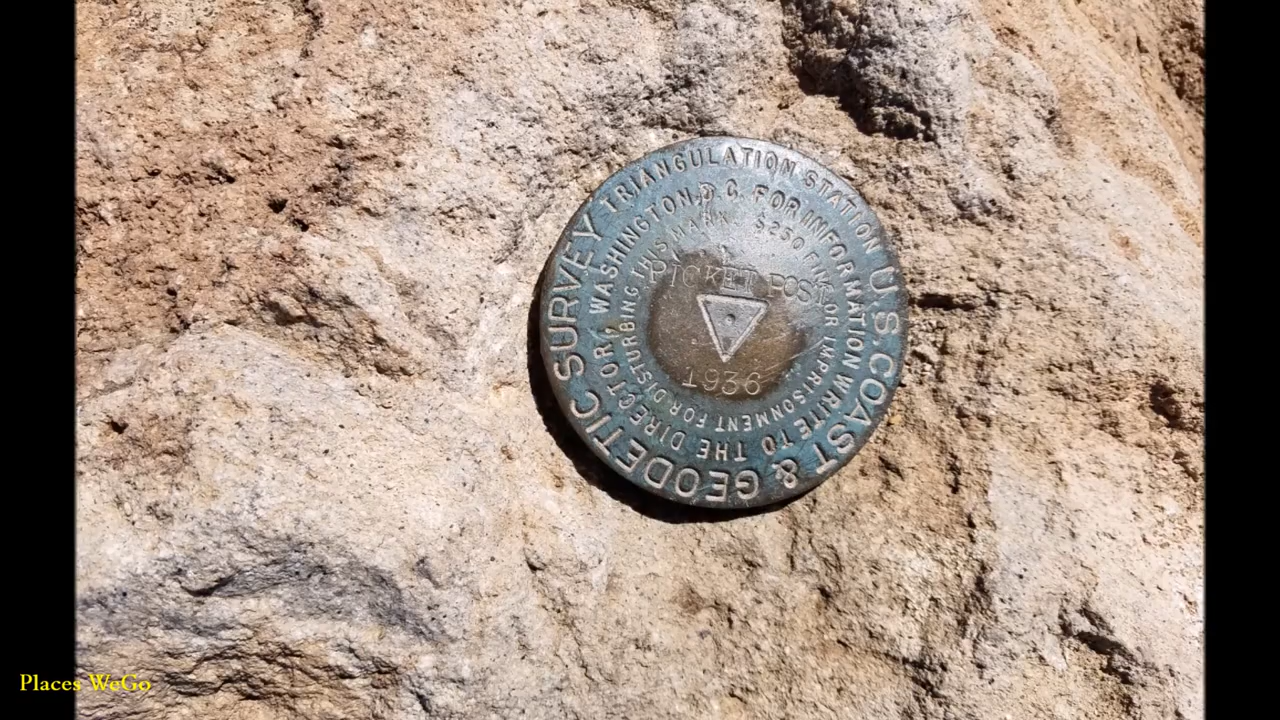 U.S. COAST & GEODETIC SURVEY
TRIANGULATION STATION
FOR INFORMATION WRITE TO THE DIRECTOR, WASHINGTON, D.C.
$250 FINE OR IMPRISONMENT FOR DISTURBING THIS MARK
PICKET POST
1936
Places WeGo